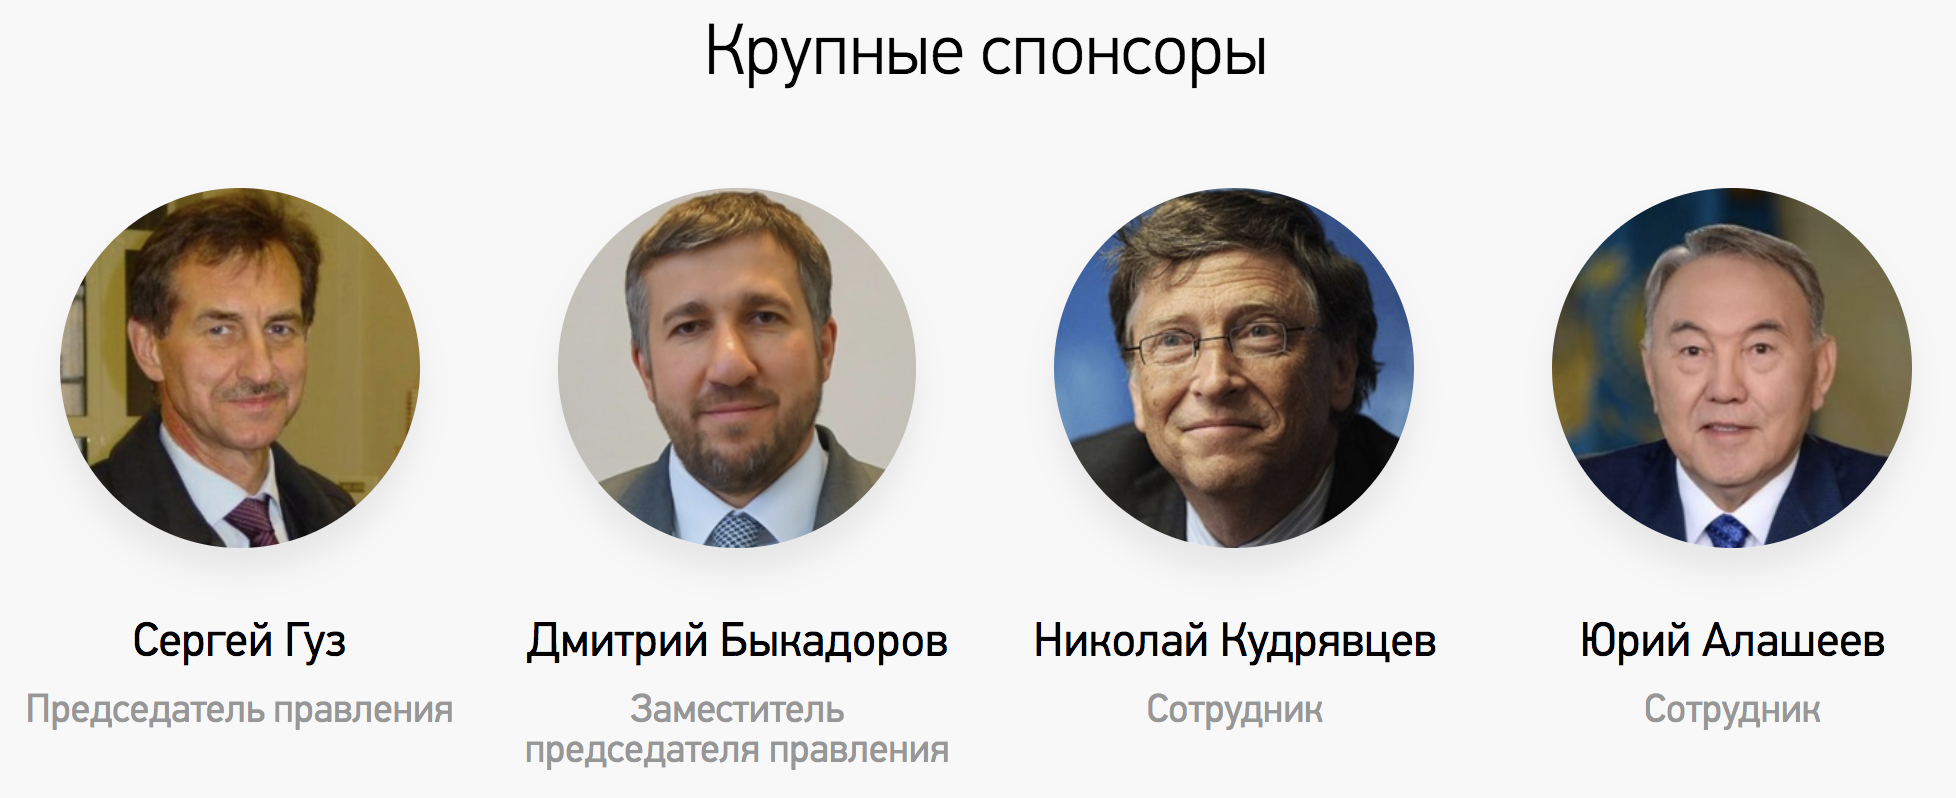 Крупные спонсоры
Сергей Гуз
Председатель правления
Дмитрий Быкадоров
Заместитель
председателя правления
Николай Кудрявцев
Сотрудник
Юрий Алашеев
Сотрудник